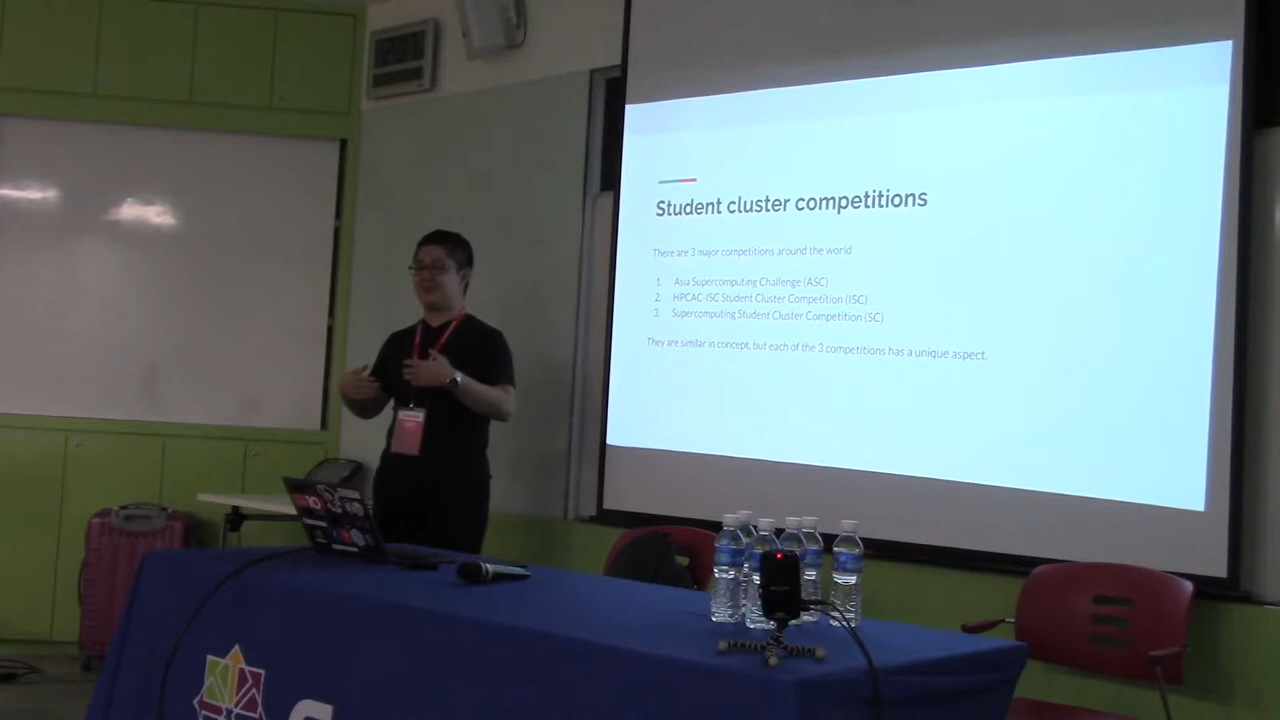 Student cluster competitions
There are 3 major competitions around the world
1. Asia Supercomputing Challenge (ASC)
2. HPCAC-ISC Student Cluster Competition (ISC)
3. Supercomputing Student Cluster Competition (SC)
They are similar in concept, but each of the 3 competitions has a unique aspect.